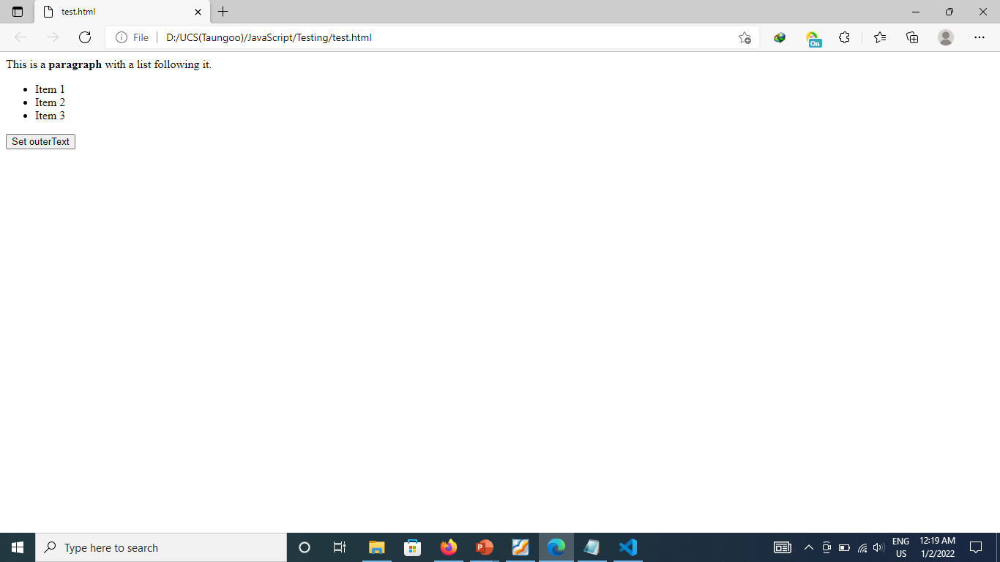 test.html
File
D:/UCS(Taungoo)/JavaScript/Testing/test.html
On
This is a paragraph with a list following it.
Item 1
Item 2
Item 3
Set outerText
Type here to search
ENG
US
12:19 AM
1/2/2022